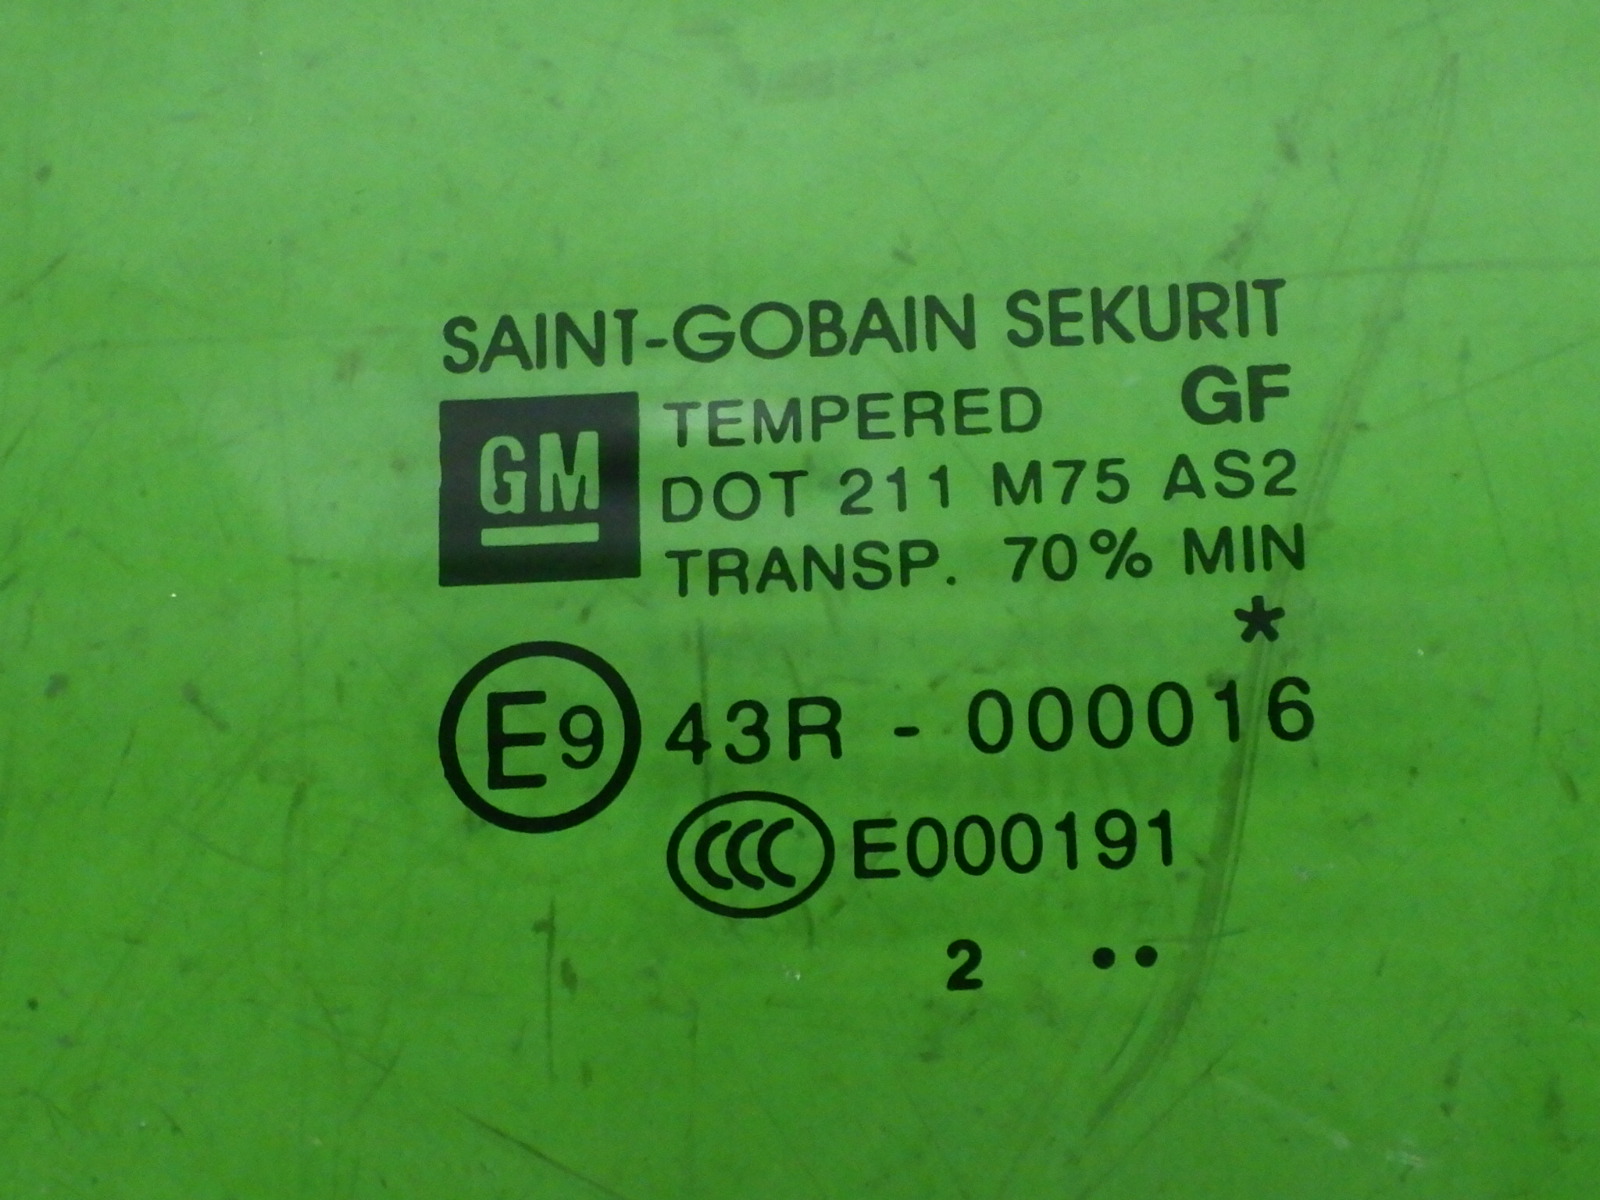 SAINT-GOBAIN SEKURIT
GM
TEMPERED GF
DOT 211 M75 AS2
TRANSP. 70% MIN
*
E9 43R - 000016
CCC E000191
2 ••